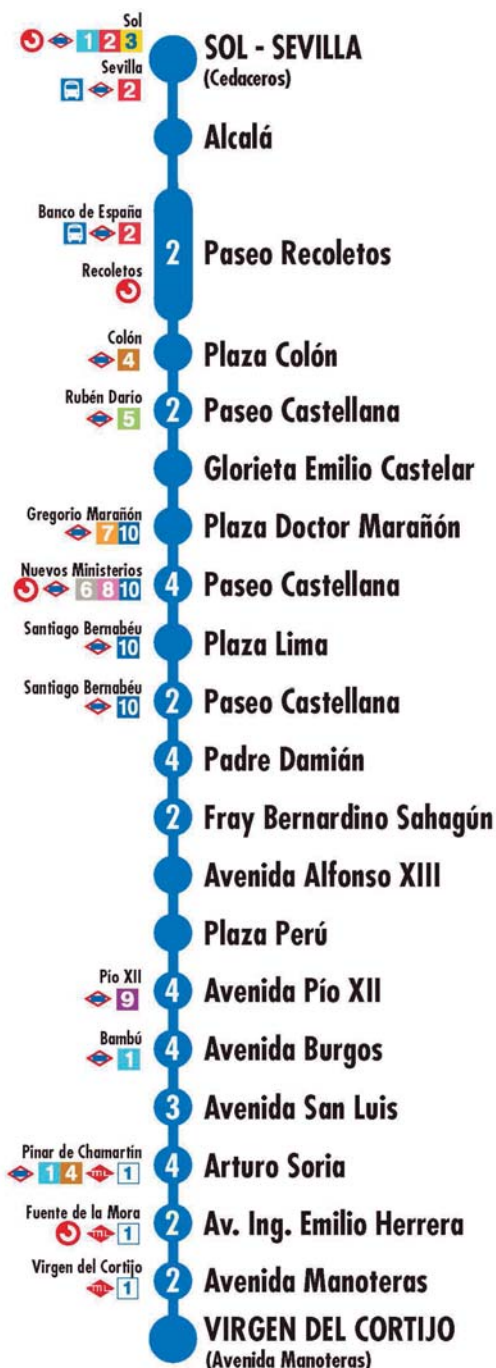 Sol
1 2 3
SOL - SEVILLA
(Cedaceros)
Sevilla
2
Alcalá
Banco de España
2
Recoletos
2
Paseo Recoletos
Colón
4
Plaza Colón
Rubén Dario
5
2
Paseo Castellana
Glorieta Emilio Castelar
Gregorio Marañón
7 10
Plaza Doctor Marañón
Nuevos Ministerios
6 8 10
4
Paseo Castellana
Santiago Bernabéu
10
Plaza Lima
Santiago Bernabéu
10
2
Paseo Castellana
4
Padre Damián
2
Fray Bernardino Sahagún
Avenida Alfonso XIII
Plaza Perú
Pío XII
9
4
Avenida Pío XII
Bambú
1
4
Avenida Burgos
3
Avenida San Luis
Pinar de Chamartín
1 4 ML 1
4
Arturo Soria
Fuente de la Mora
ML 1
2
Av. Ing. Emilio Herrera
Virgen del Cortijo
ML 1
2
Avenida Manoteras
VIRGEN DEL CORTIJO
(Avenida Manoteras)